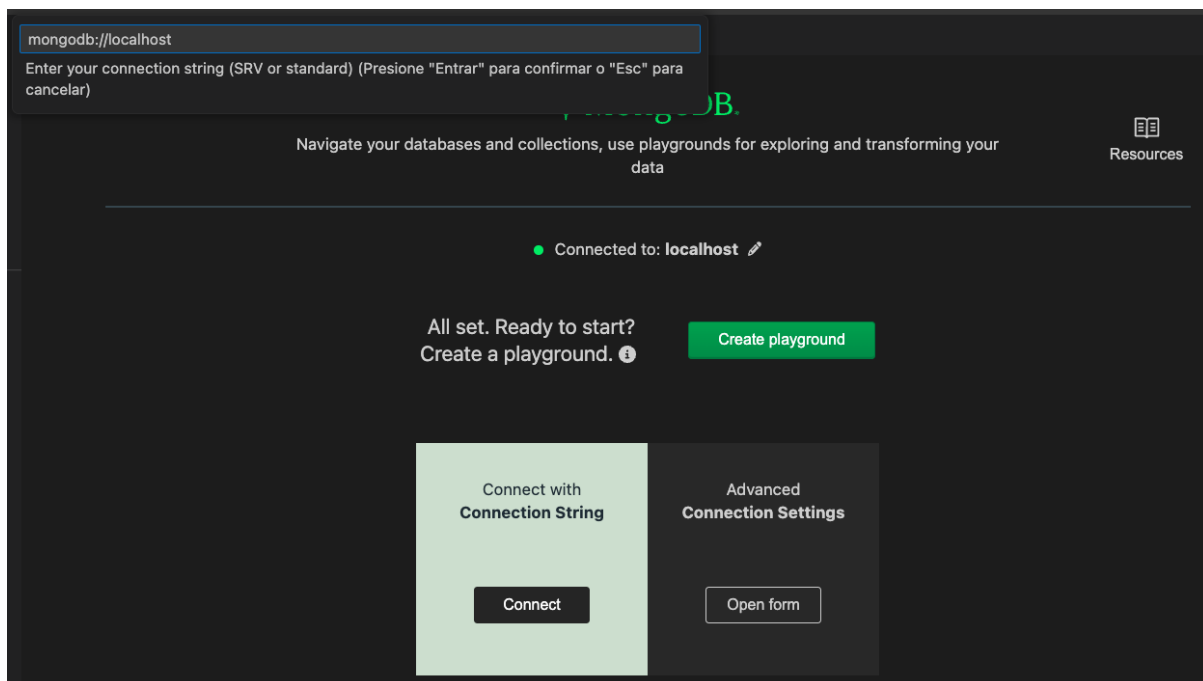 mongodb://localhost
Enter your connection string (SRV or standard) (Presione "Entrar" para confirmar o "Esc" para
cancelar)
MongoDB.
Navigate your databases and collections, use playgrounds for exploring and transforming your
data
Resources
Connected to: localhost
All set. Ready to start?
Create a playground.
Create playground
Connect with
Connection String
Connect
Advanced
Connection Settings
Open form